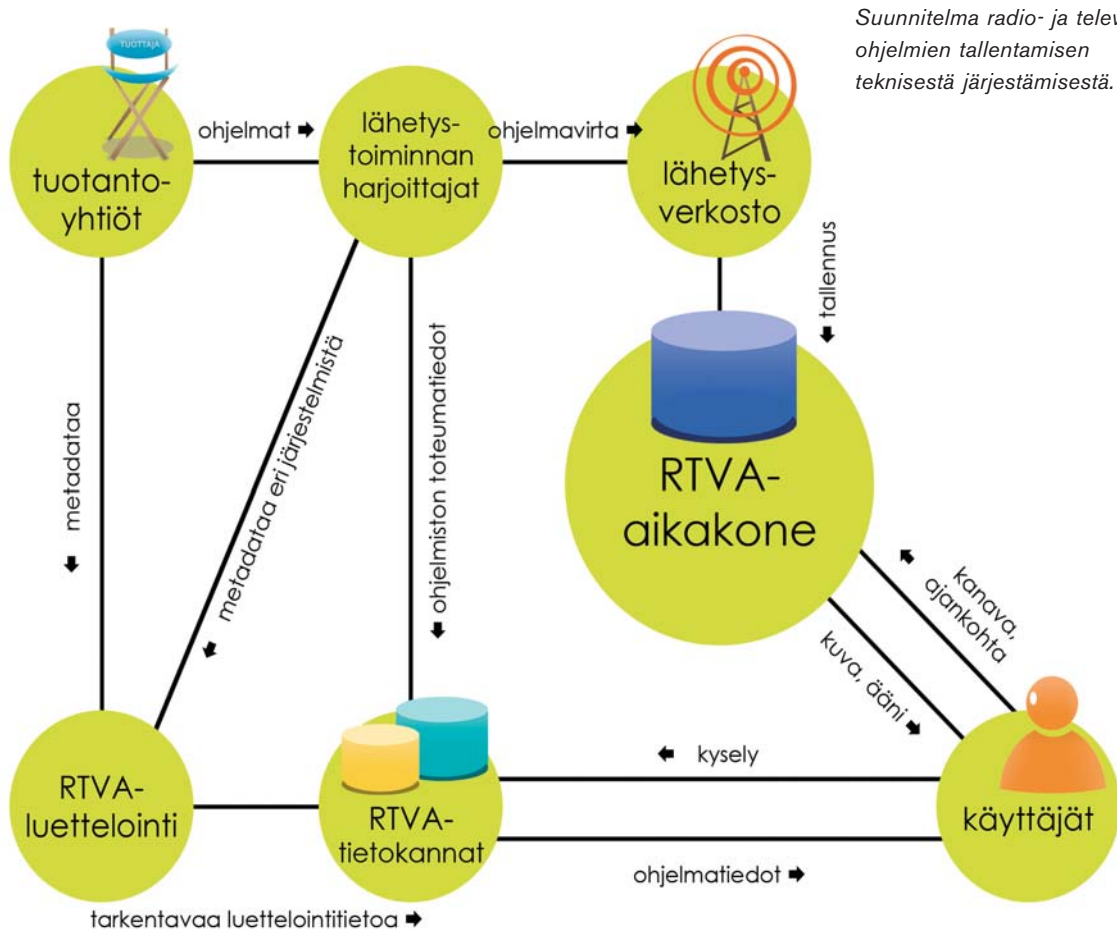 Suunnitelma radio- ja telev
ohjelmien tallentamisen
teknisestä järjestämisestä.
TUOTTAJA
tuotanto-
yhtiöt
ohjelmat
lähetys-
toiminnan
harjoittajat
ohjelmavirta
lähetys-
verkosto
tallennus
RTVA-
aikakone
metadataa
metadataa eri järjestelmistä
ohjelmiston toteumatiedot
kanava,
ajankohta
kuva, ääni
RTVA-
luettelointi
RTVA-
tietokannat
kysely
käyttäjät
ohjelmatiedot
tarkentavaa luettelointitietoa